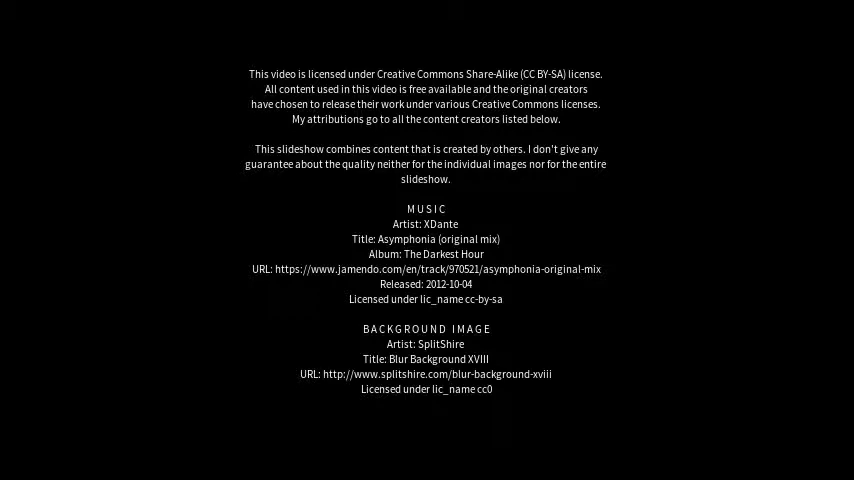 This video is licensed under Creative Commons Share-Alike (CC BY-SA) license.
All content used in this video is free available and the original creators
have chosen to release their work under various Creative Commons licenses.
My attributions go to all the content creators listed below.
This slideshow combines content that is created by others. I don't give any
guarantee about the quality neither for the individual images nor for the entire
slideshow.
MUSIC
Artist: XDante
Title: Asymphonia (original mix)
Album: The Darkest Hour
URL: https://www.jamendo.com/en/track/970521/asymphonia-original-mix
Released: 2012-10-04
Licensed under lic_name cc-by-sa
BACKGROUND IMAGE
Artist: SplitShire
Title: Blur Background XVIII
URL: http://www.splitshire.com/blur-background-xviii
Licensed under lic_name cc0